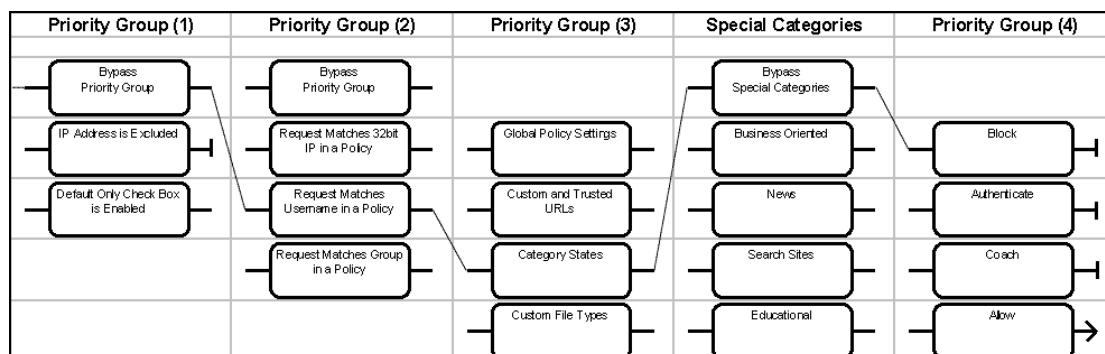 Priority Group (1)
Priority Group (2)
Priority Group (3)
Special Categories
Priority Group (4)
Bypass
Priority Group
Bypass
Priority Group
Bypass
Special Categories
IP Address is Excluded
Request Matches 32bit
IP in a Policy
Global Policy Settings
Business Oriented
Block
Default Only Check Box
is Enabled
Request Matches
Username in a Policy
Custom and Trusted
URLs
News
Authenticate
Request Matches Group
in a Policy
Category States
Search Sites
Coach
Custom File Types
Educational
Allow